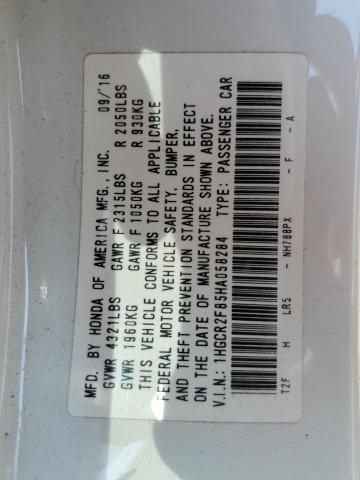 MFD. BY HONDA OF AMERICA MFG., INC. 09/'16
GVWR 4321LBS GAWR F 2315LBS R 2050LBS
GVWR 1960KG GAWR F 1050KG R 930KG
THIS VEHICLE CONFORMS TO ALL APPLICABLE
FEDERAL MOTOR VEHICLE SAFETY, BUMPER,
AND THEFT PREVENTION STANDARDS IN EFFECT
ON THE DATE OF MANUFACTURE SHOWN ABOVE.
V.I.N.: 1HGCR2F85HA058284 TYPE: PASSENGER CAR
T2F H LR5 - NH788PX - F - A